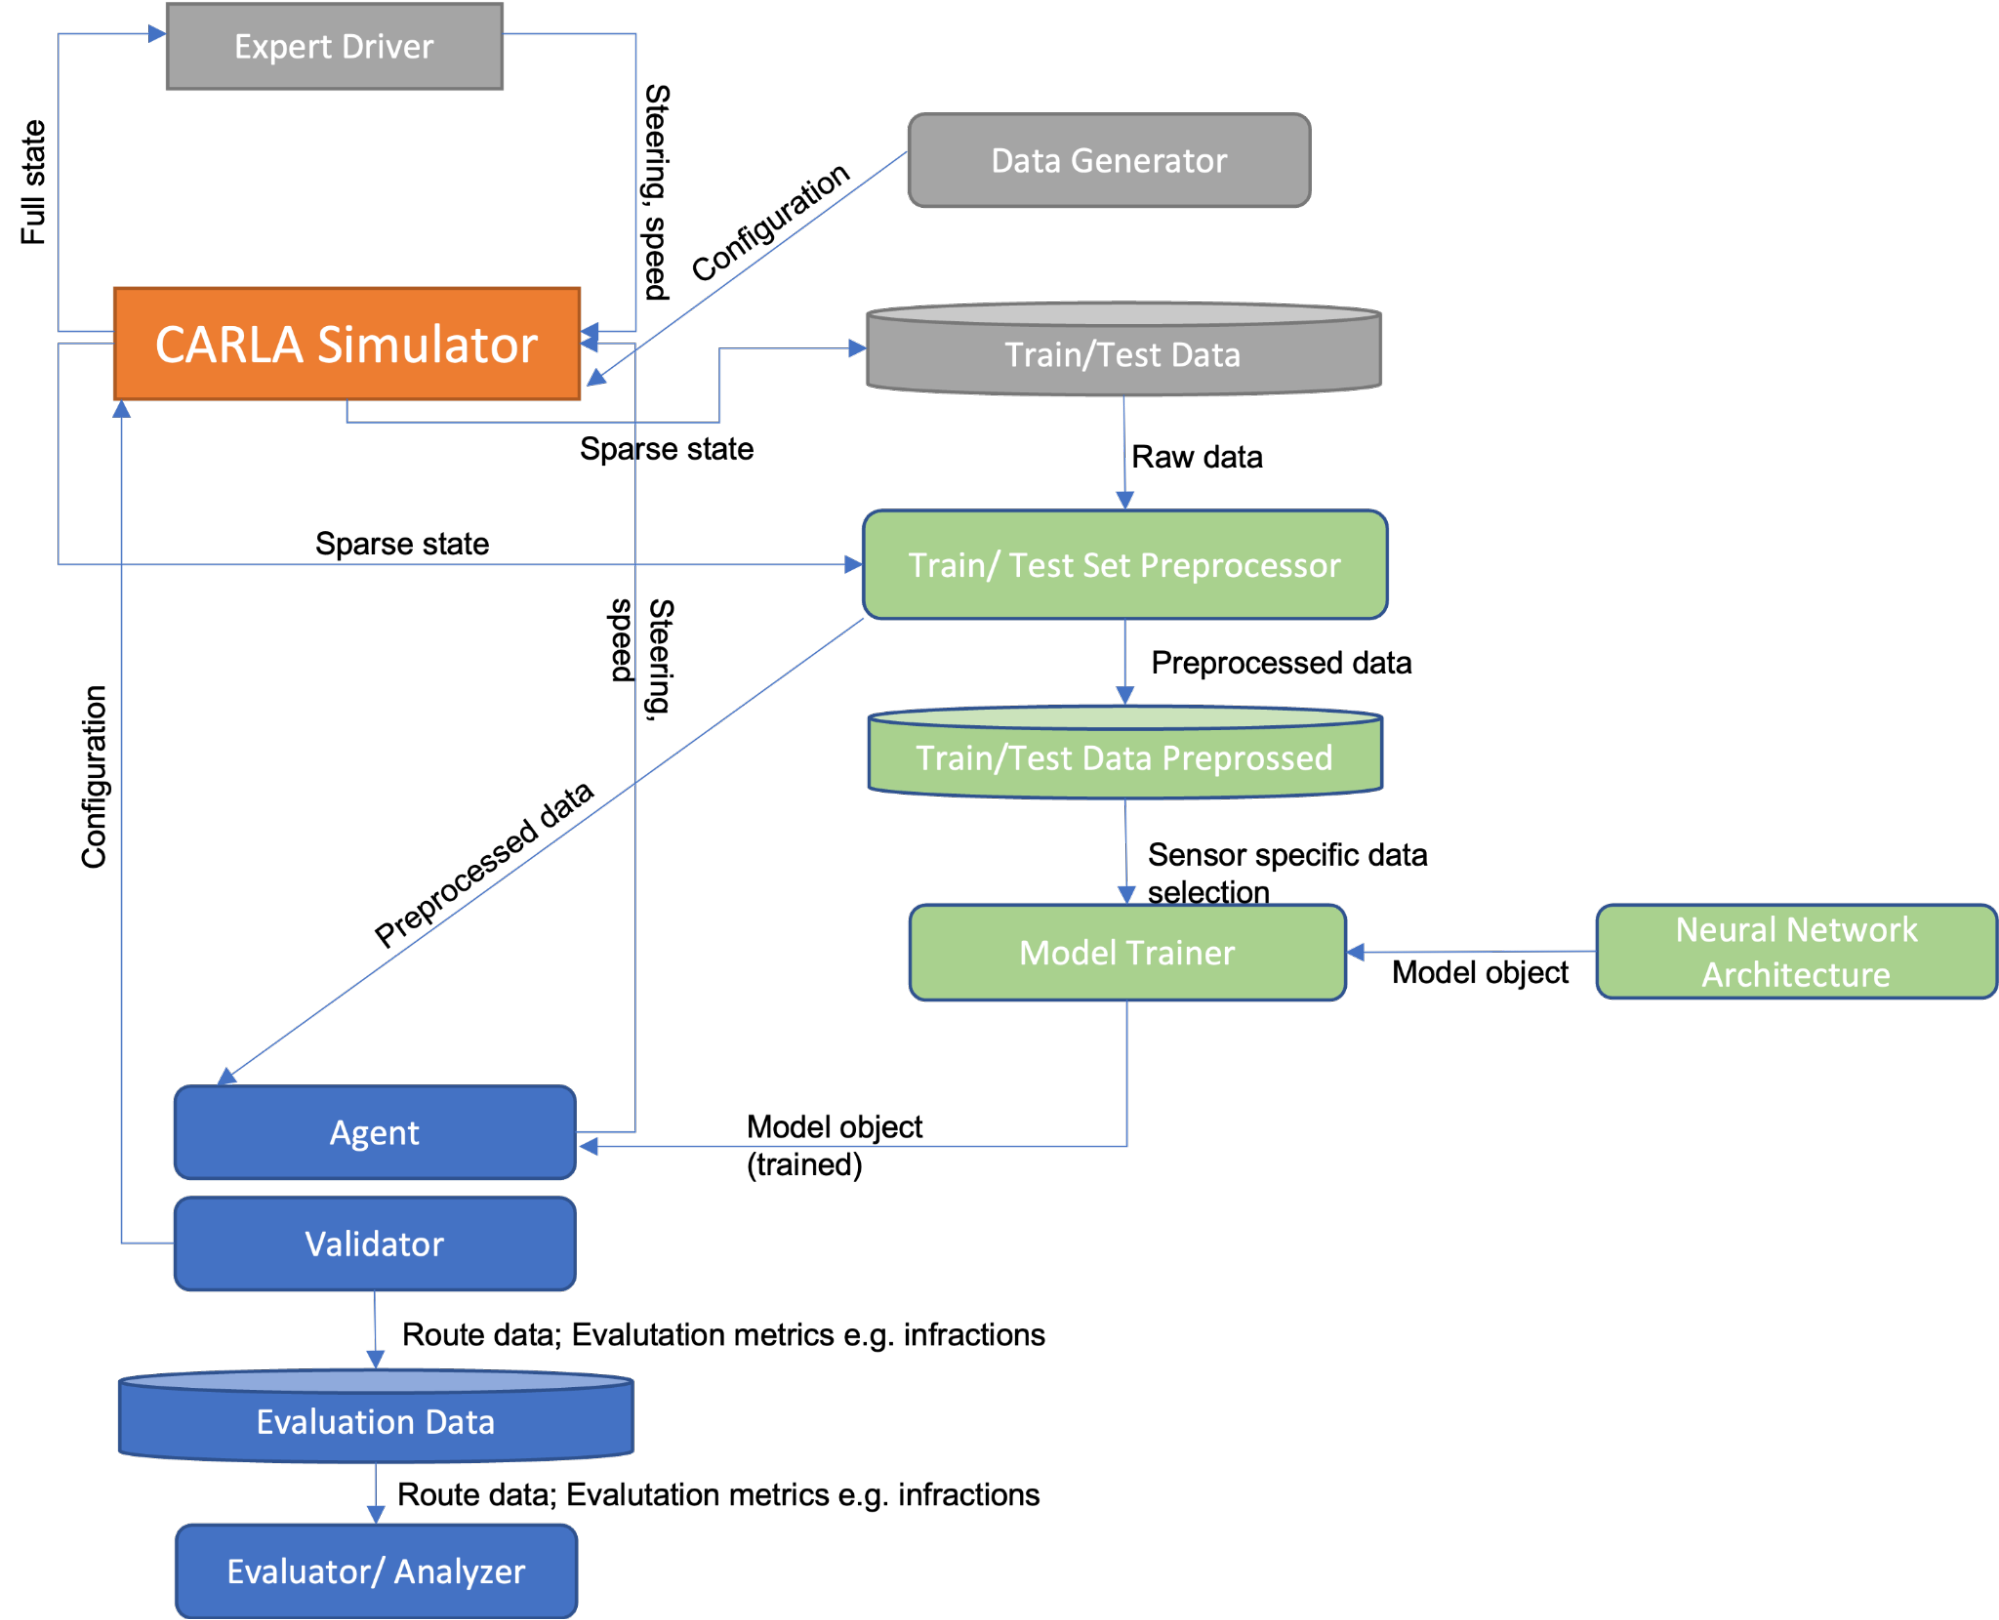 Expert Driver
Full state
Steering, speed
Data Generator
Configuration
CARLA Simulator
Train/Test Data
Sparse state
Raw data
Sparse state
Train/ Test Set Preprocessor
Steering,
speed
Preprocessed data
Configuration
Train/Test Data Preprossed
Preprocessed data
Sensor specific data
selection
Model Trainer
Model object
Neural Network
Architecture
Agent
Model object
(trained)
Validator
Route data; Evalutation metrics e.g. infractions
Evaluation Data
Route data; Evalutation metrics e.g. infractions
Evaluator/ Analyzer